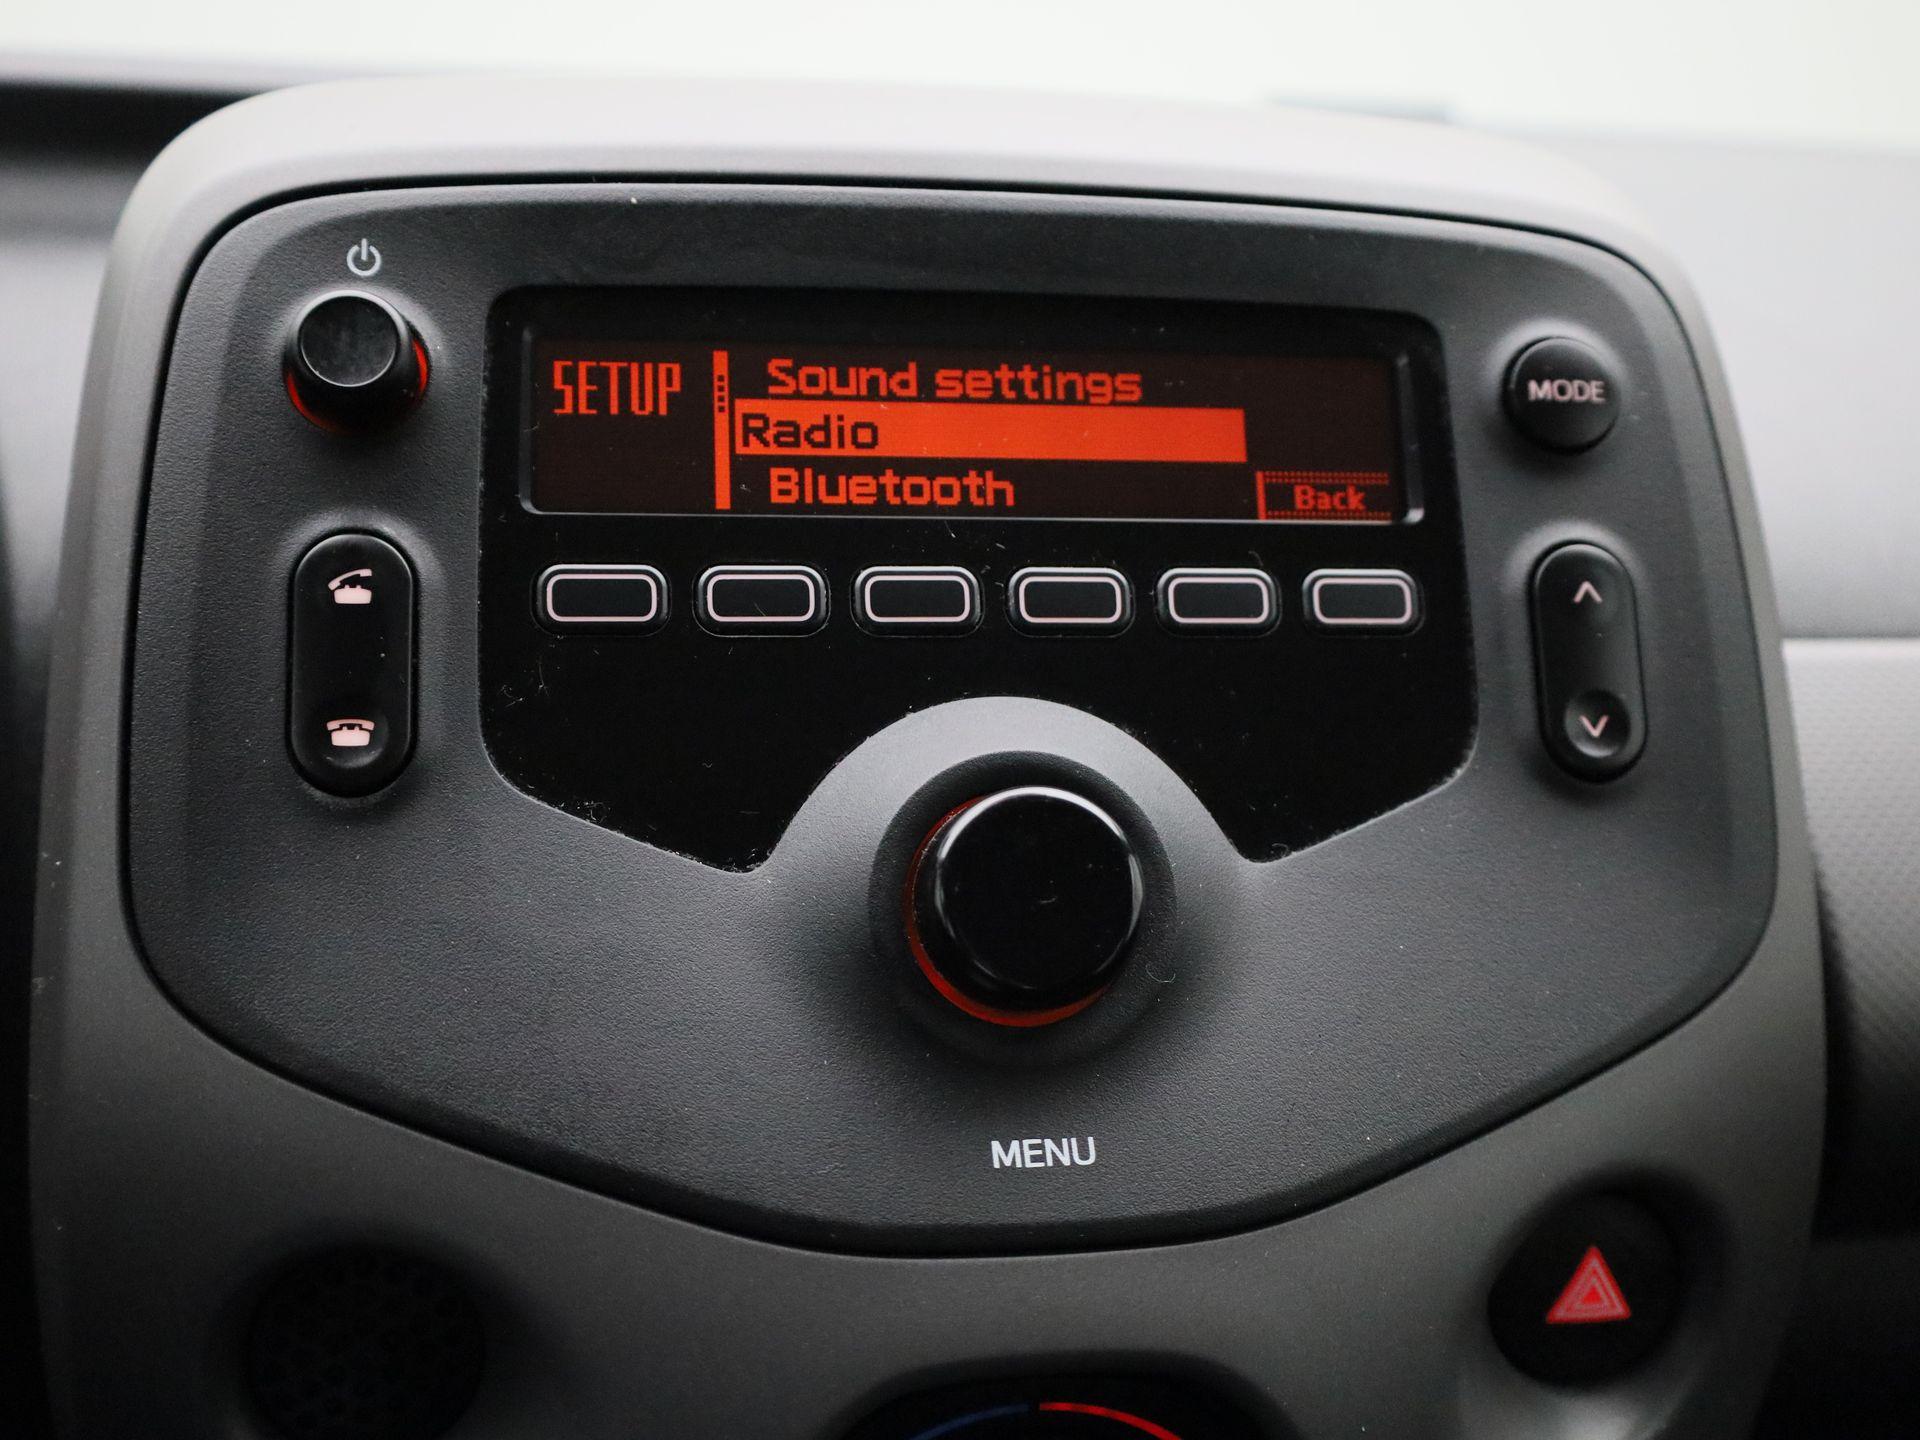 SETUP
Sound settings
Radio
Bluetooth
Back
MODE
MENU